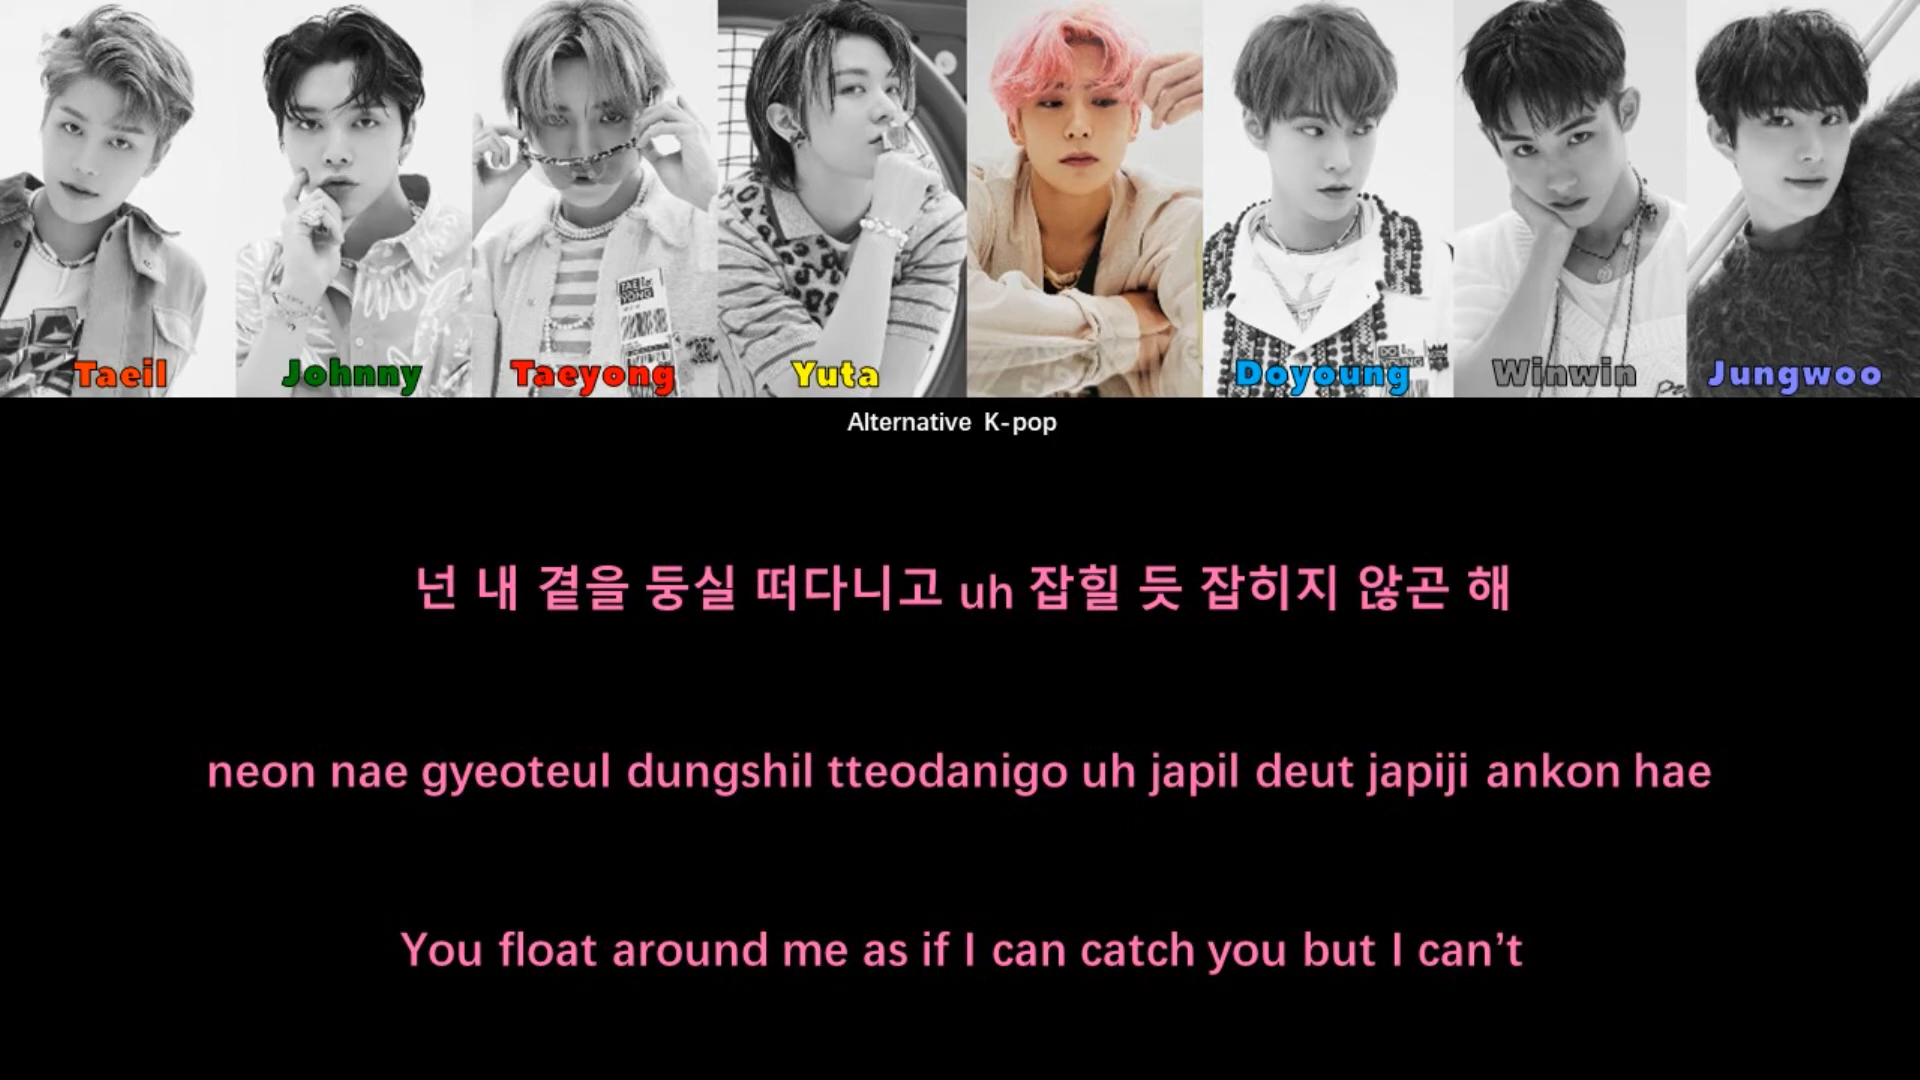 TAE
YONG
Taeil
Johnny
Taeyong
Yuta
Doyoung
Winwin
Jungwoo
Alternative K-pop
넌 내 곁을 둥실 떠다니고 uh 잡힐 듯 잡히지 않곤 해
neon nae gyeoteul dungshil tteodanigo uh japil deut japiji ankon hae
You float around me as if I can catch you but I can’t